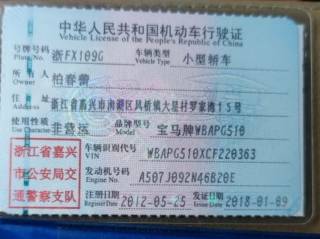 中华人民共和国机动车行驶证
Vehicle License of the People's Republic of China
号牌号码 浙FX109G 车辆类型 小型轿车
Plate No. Vehicle Type
所有人 柏春雷
Owner
住址 浙江省嘉兴市南湖区凤桥镇大星村罗家港15号
Address
使用性质 非营运 品牌型号 宝马牌WBAPG510
浙江省嘉兴
市公安局交
通警察支队
车辆识别代号 WBAPG510XCF220363
VIN
发动机号码 A507J092N46B20E
Engine No.
注册日期 2012-05-25 发证日期 2018-01-09
Register Date Issue Date